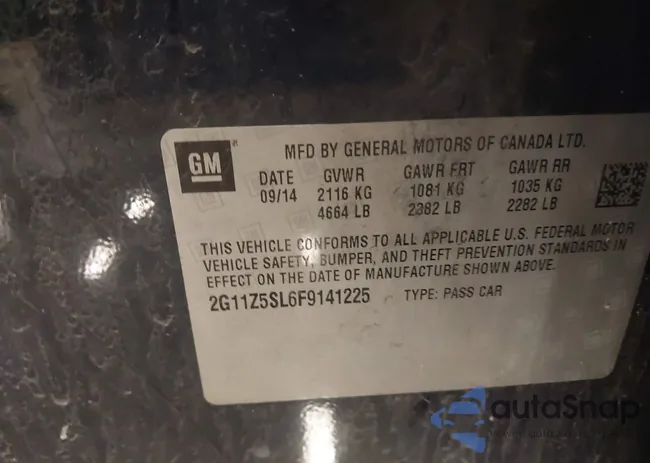 GM
MFD BY GENERAL MOTORS OF CANADA LTD.
DATE GVWR GAWR FRT GAWR RR
09/14 2116 KG 1081 KG 1035 KG
4664 LB 2382 LB 2282 LB
THIS VEHICLE CONFORMS TO ALL APPLICABLE U.S. FEDERAL MOTOR
VEHICLE SAFETY, BUMPER, AND THEFT PREVENTION STANDARDS IN
EFFECT ON THE DATE OF MANUFACTURE SHOWN ABOVE.
2G11Z5SL6F9141225 TYPE: PASS CAR
autaSnap